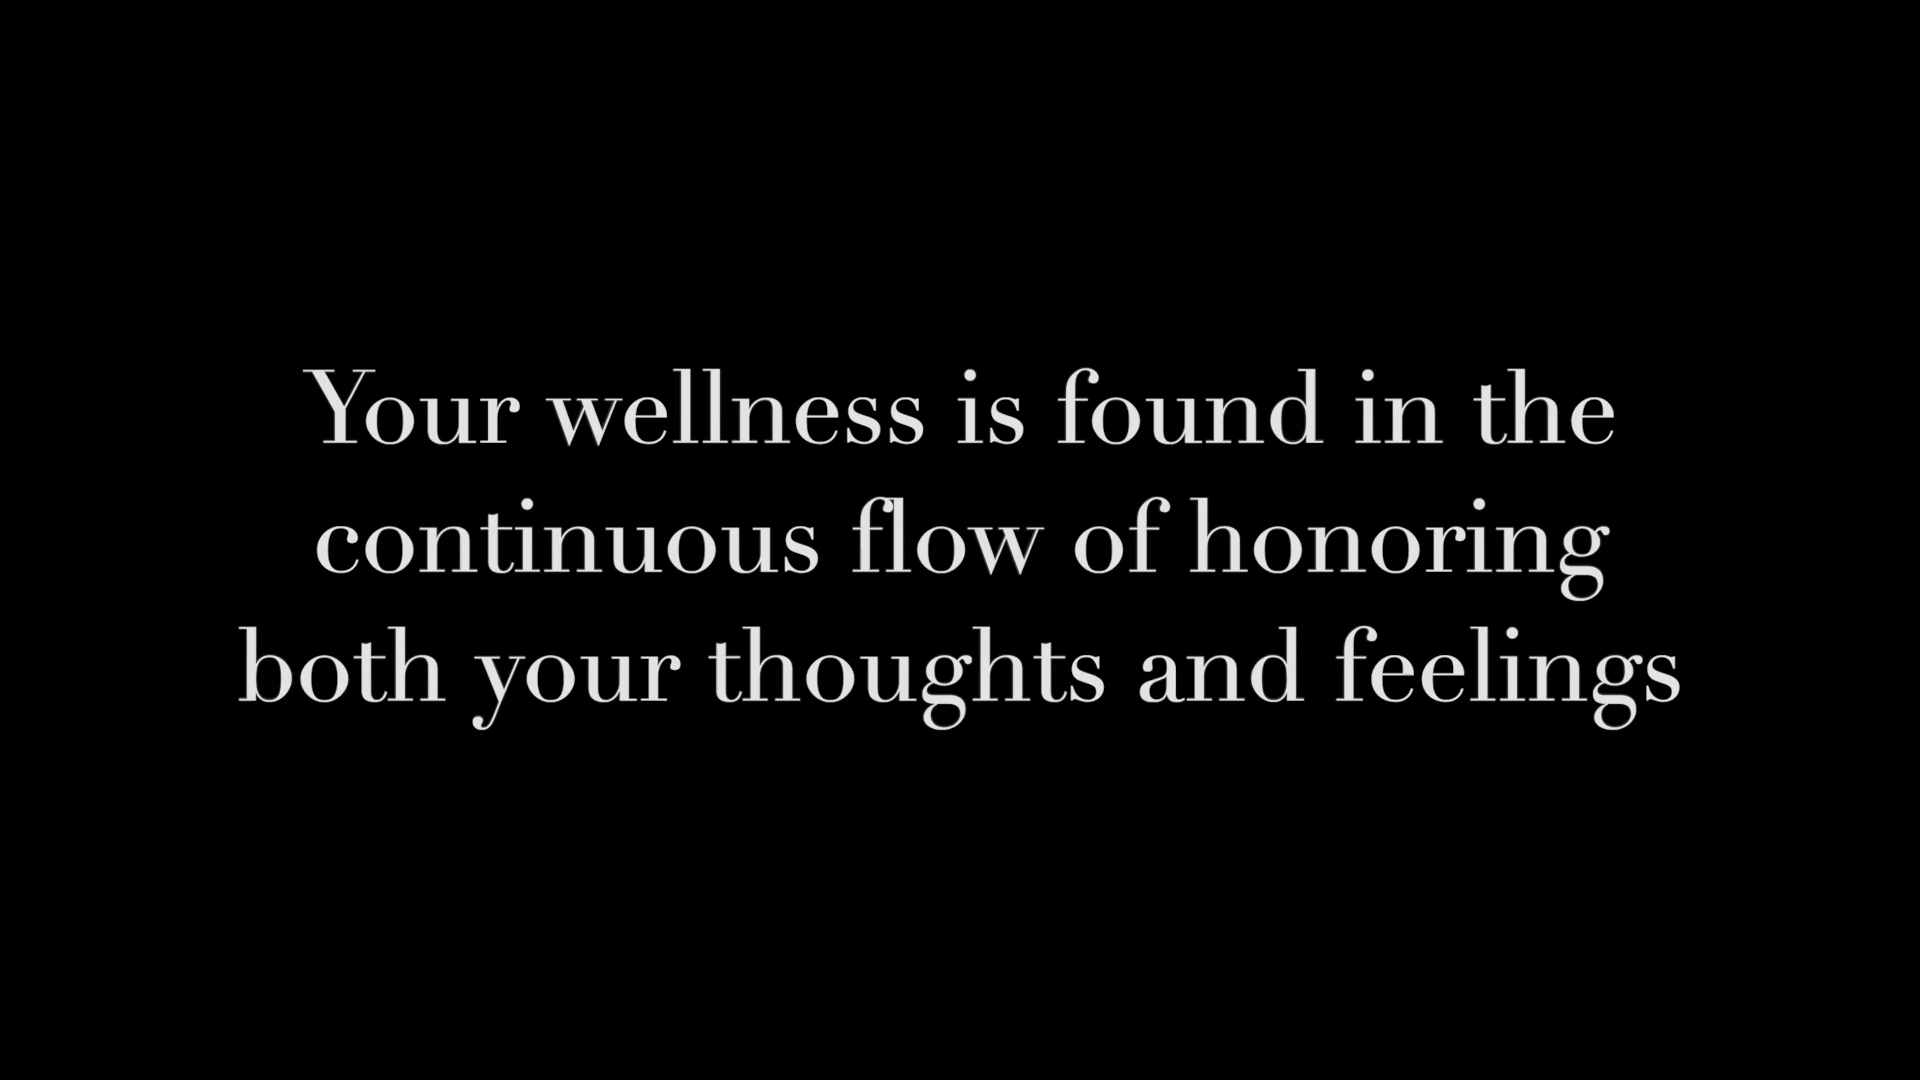 Your wellness is found in the
continuous flow of honoring
both your thoughts and feelings